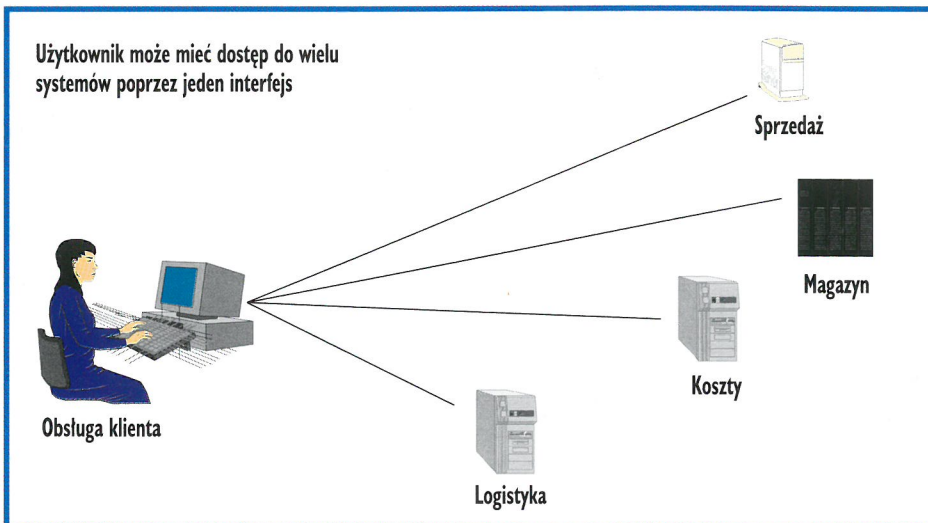 Użytkownik może mieć dostęp do wielu
systemów poprzez jeden interfejs
Sprzedaż
Magazyn
Koszty
Obsługa klienta
Logistyka